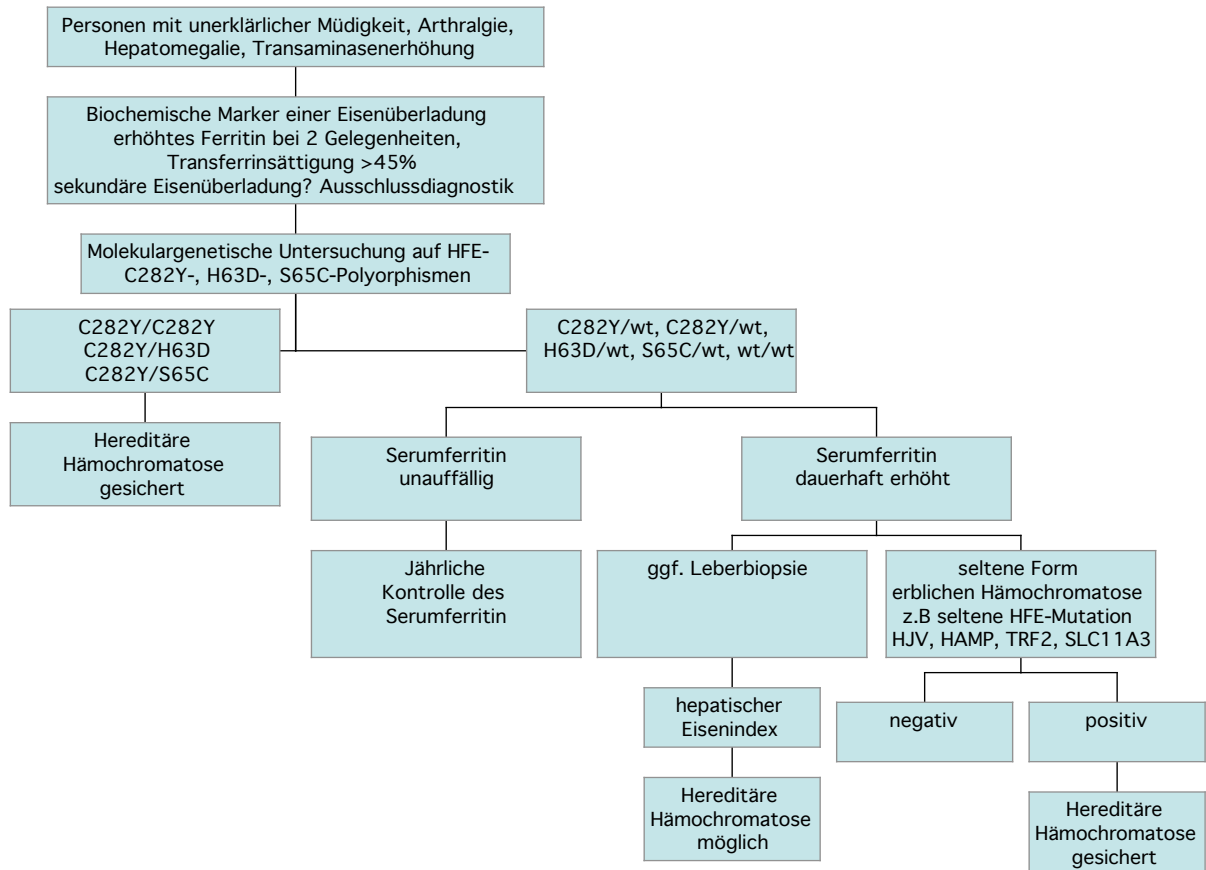 Personen mit unerklärlicher Müdigkeit, Arthralgie,
Hepatomegalie, Transaminasenerhöhung
Biochemische Marker einer Eisenüberladung
erhöhtes Ferritin bei 2 Gelegenheiten,
Transferrinsättigung >45%
sekundäre Eisenüberladung? Ausschlussdiagnostik
Molekulargenetische Untersuchung auf HFE-
C282Y-, H63D-, S65C-Polyorphismen
C282Y/C282Y
C282Y/H63D
C282Y/S65C
C282Y/wt, C282Y/wt,
H63D/wt, S65C/wt, wt/wt
Hereditäre
Hämochromatose
gesichert
Serumferritin
unauffällig
Serumferritin
dauerhaft erhöht
Jährliche
Kontrolle des
Serumferritin
ggf. Leberbiopsie
seltene Form
erblichen Hämochromatose
z.B seltene HFE-Mutation
HJV, HAMP, TRF2, SLC11A3
hepatischer
Eisenindex
negativ
positiv
Hereditäre
Hämochromatose
möglich
Hereditäre
Hämochromatose
gesichert